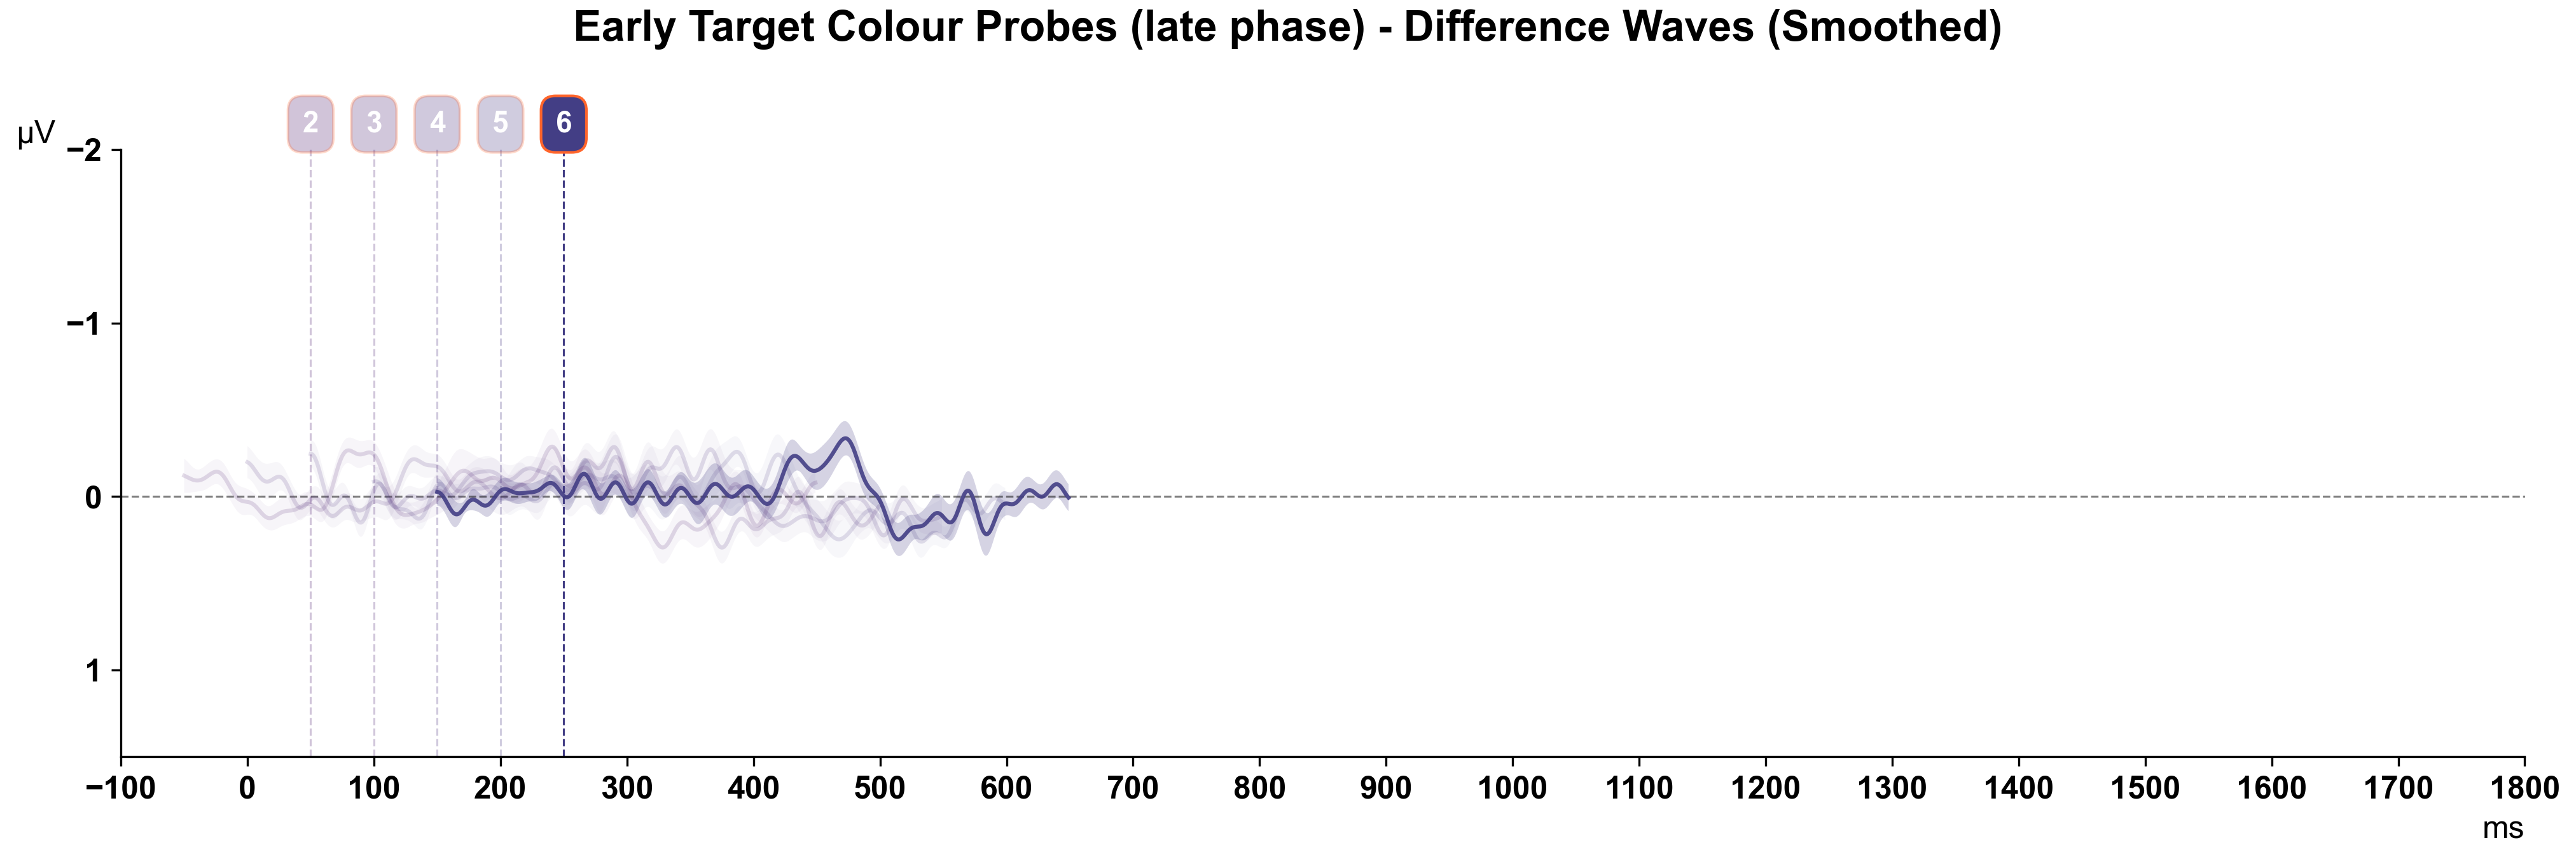 Early Target Colour Probes (late phase) - Difference Waves (Smoothed)
2 3 4 5 6
µV
−2
−1
0
1
−100 0 100 200 300 400 500 600 700 800 900 1000 1100 1200 1300 1400 1500 1600 1700 1800
ms